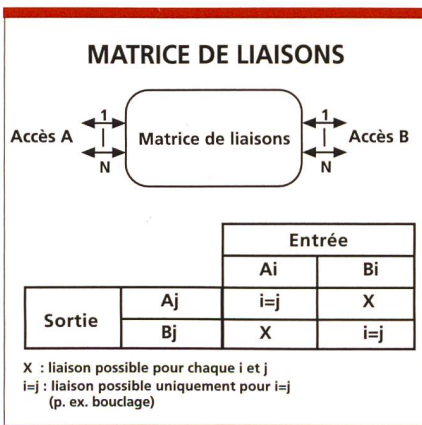 MATRICE DE LIAISONS
1 1
Accès A Matrice de liaisons Accès B
N N
Entrée
Ai Bi
Sortie Aj i=j X
Bj X i=j
X : liaison possible pour chaque i et j
i=j : liaison possible uniquement pour i=j
(p. ex. bouclage)